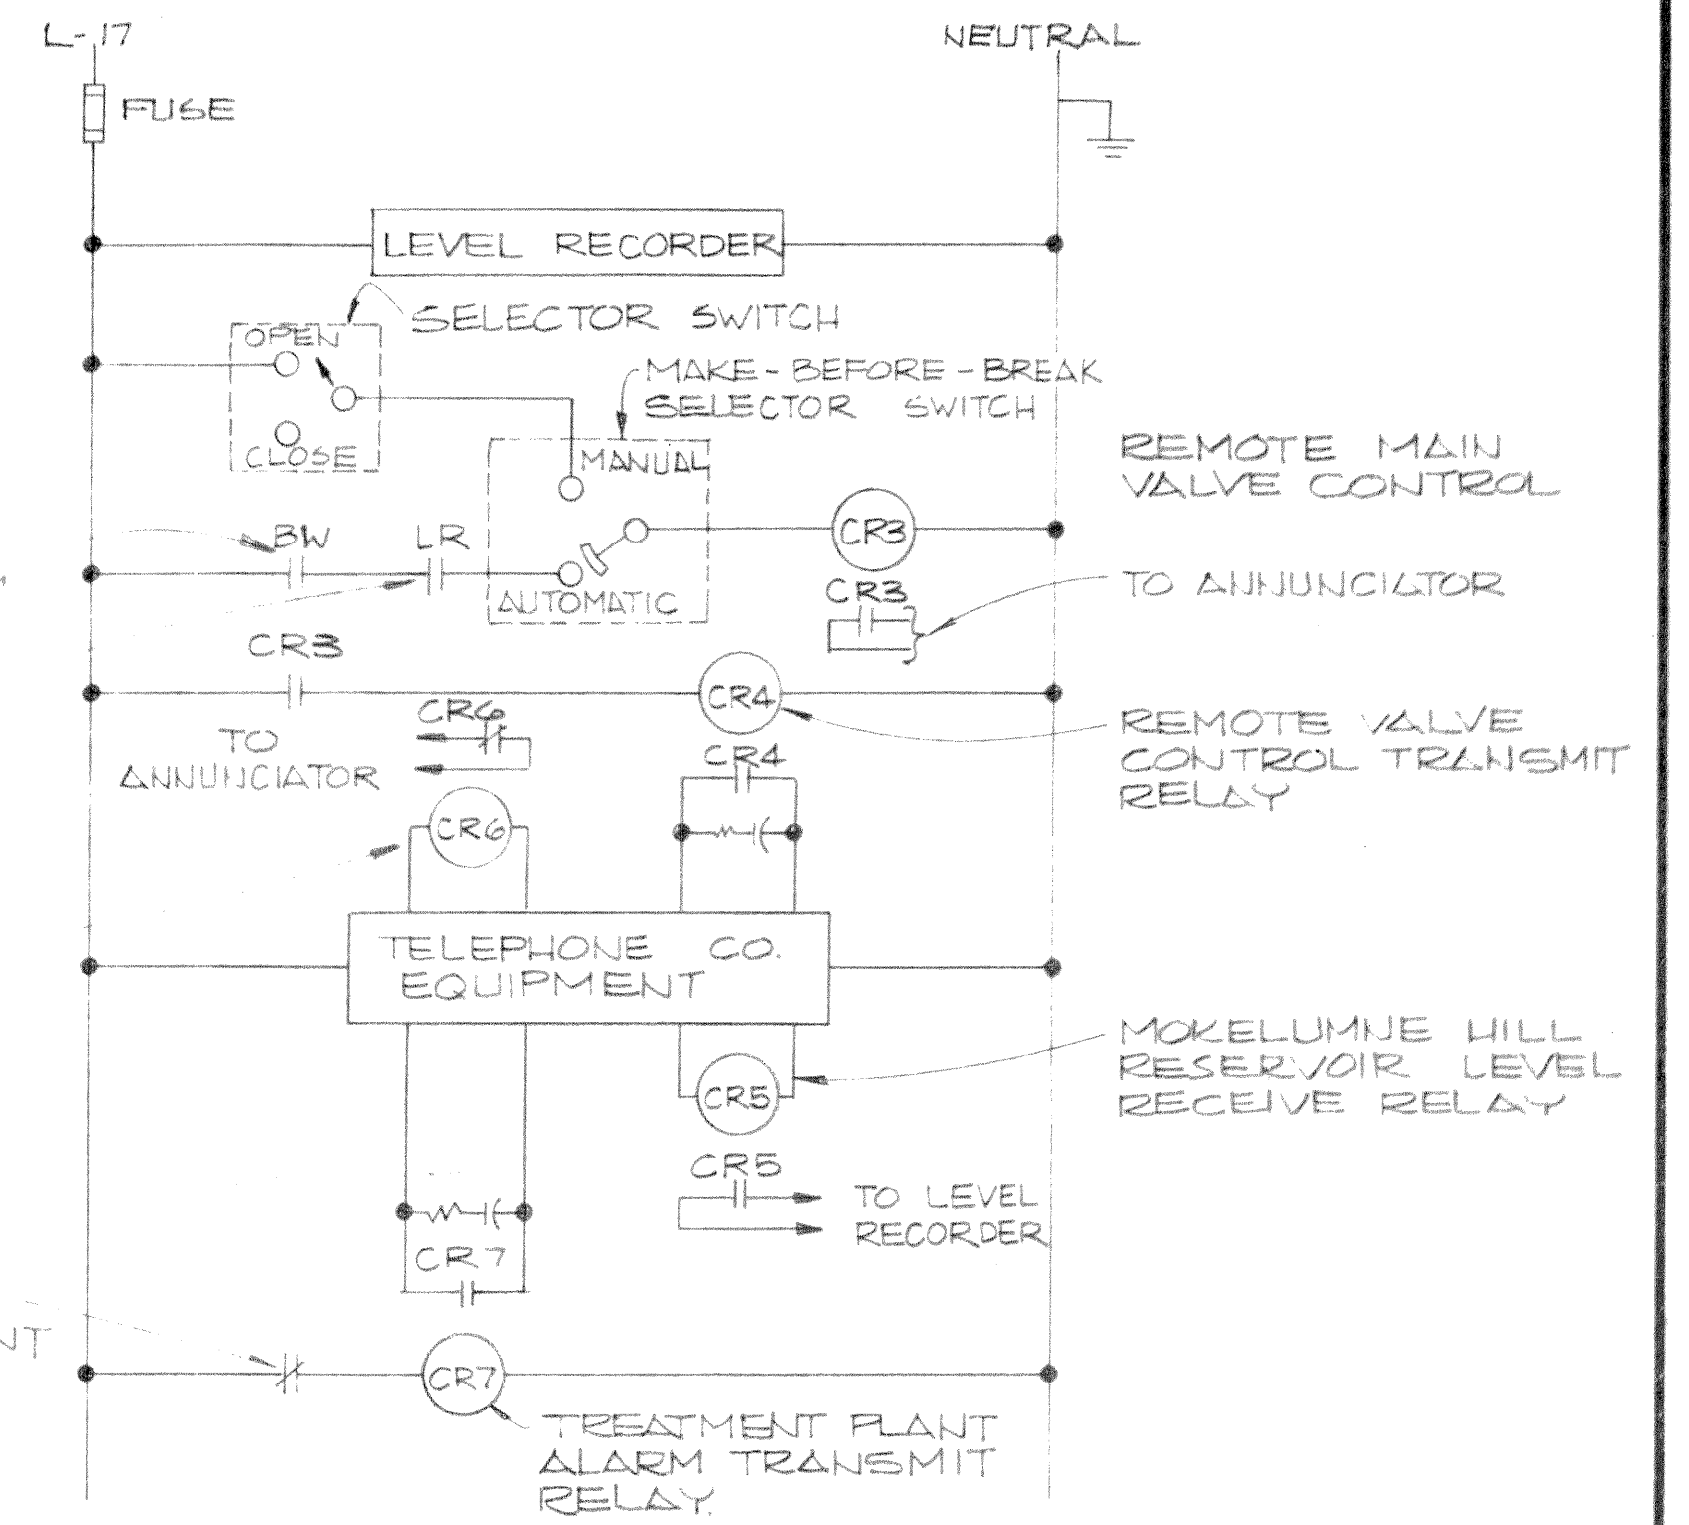 L-17
NEUTRAL
FUSE
LEVEL RECORDER
SELECTOR SWITCH
OPEN
CLOSE
MAKE-BEFORE-BREAK
SELECTOR SWITCH
MANUAL
REMOTE MAIN
VALVE CONTROL
BW
LR
CR3
AUTOMATIC
CR3
TO ANNUNCIATOR
CR3
CR4
CR6
REMOTE VALVE
CONTROL TRANSMIT
RELAY
TO
ANNUNCIATOR
CR4
CR6
TELEPHONE CO.
EQUIPMENT
MOKELUMNE HILL
RESERVOIR LEVEL
RECEIVE RELAY
CR5
CR5
TO LEVEL
RECORDER
CR7
NT
CR7
TREATMENT PLANT
ALARM TRANSMIT
RELAY.